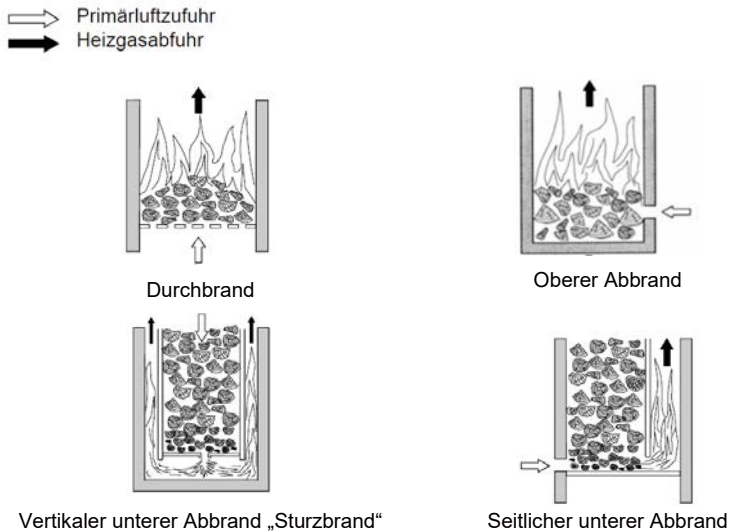 Primärluftzufuhr
Heizgasabfuhr
Durchbrand
Oberer Abbrand
Vertikaler unterer Abbrand „Sturzbrand“
Seitlicher unterer Abbrand